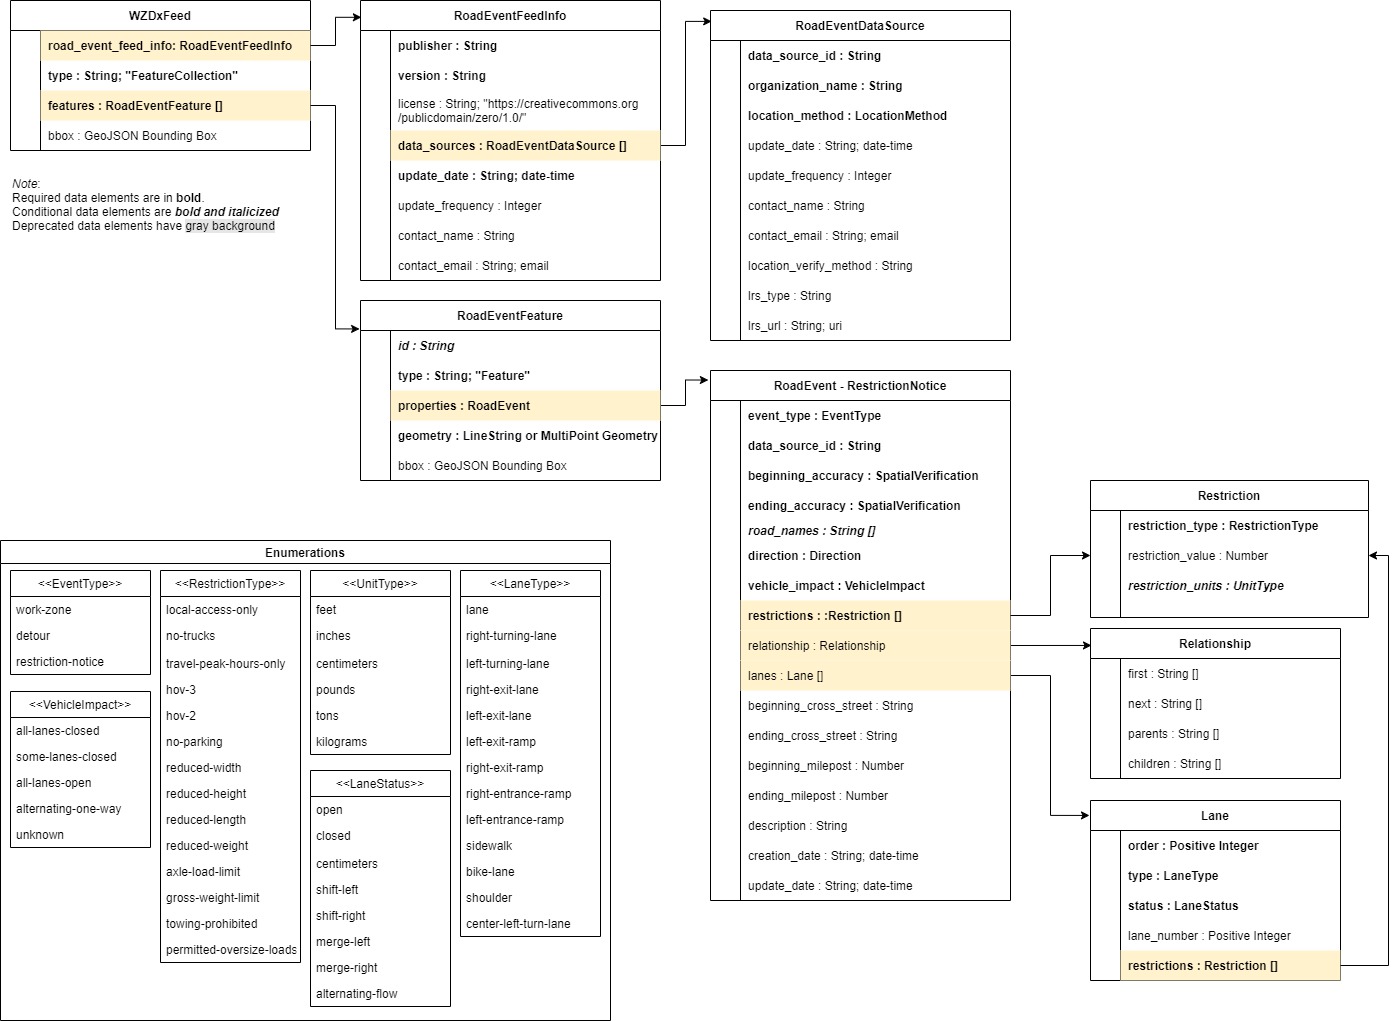 WZDxFeed
road_event_feed_info: RoadEventFeedInfo
type : String; "FeatureCollection"
features : RoadEventFeature []
bbox : GeoJSON Bounding Box
Note:
Required data elements are in bold.
Conditional data elements are bold and italicized
Deprecated data elements have gray background
RoadEventFeedInfo
publisher : String
version : String
license : String; "https://creativecommons.org
/publicdomain/zero/1.0/"
data_sources : RoadEventDataSource []
update_date : String; date-time
update_frequency : Integer
contact_name : String
contact_email : String; email
RoadEventDataSource
data_source_id : String
organization_name : String
location_method : LocationMethod
update_date : String; date-time
update_frequency : Integer
contact_name : String
contact_email : String; email
location_verify_method : String
lrs_type : String
lrs_url : String; uri
RoadEventFeature
id : String
type : String; "Feature"
properties : RoadEvent
geometry : LineString or MultiPoint Geometry
bbox : GeoJSON Bounding Box
RoadEvent - RestrictionNotice
event_type : EventType
data_source_id : String
beginning_accuracy : SpatialVerification
ending_accuracy : SpatialVerification
road_names : String []
direction : Direction
vehicle_impact : VehicleImpact
restrictions : :Restriction []
relationship : Relationship
lanes : Lane []
beginning_cross_street : String
ending_cross_street : String
beginning_milepost : Number
ending_milepost : Number
description : String
creation_date : String; date-time
update_date : String; date-time
Restriction
restriction_type : RestrictionType
restriction_value : Number
restriction_units : UnitType
Relationship
first : String []
next : String []
parents : String []
children : String []
Lane
order : Positive Integer
type : LaneType
status : LaneStatus
lane_number : Positive Integer
restrictions : Restriction []
Enumerations
<<EventType>>
work-zone
detour
restriction-notice
<<VehicleImpact>>
all-lanes-closed
some-lanes-closed
all-lanes-open
alternating-one-way
unknown
<<RestrictionType>>
local-access-only
no-trucks
travel-peak-hours-only
hov-3
hov-2
no-parking
reduced-width
reduced-height
reduced-length
reduced-weight
axle-load-limit
gross-weight-limit
towing-prohibited
permitted-oversize-loads
<<UnitType>>
feet
inches
centimeters
pounds
tons
kilograms
<<LaneStatus>>
open
closed
centimeters
shift-left
shift-right
merge-left
merge-right
alternating-flow
<<LaneType>>
lane
right-turning-lane
left-turning-lane
right-exit-lane
left-exit-lane
left-exit-ramp
right-exit-ramp
right-entrance-ramp
left-entrance-ramp
sidewalk
bike-lane
shoulder
center-left-turn-lane